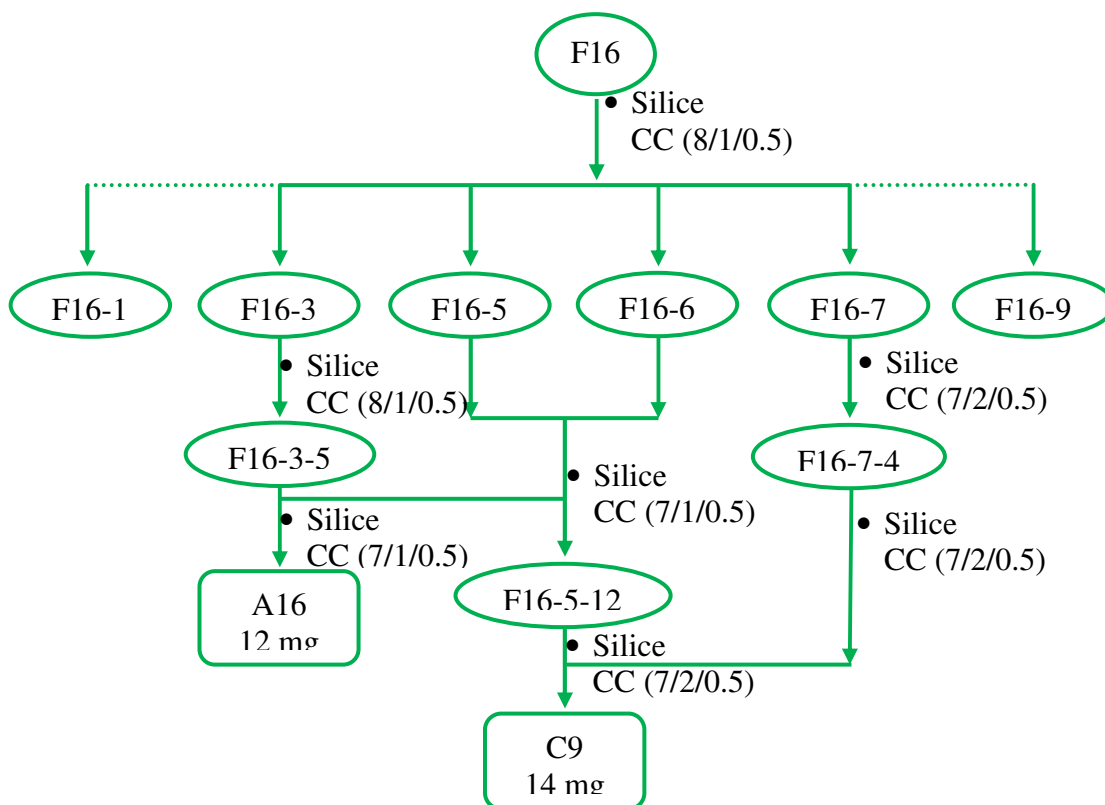 F16
• Silice
CC (8/1/0.5)
F16-1
F16-3
F16-5
F16-6
F16-7
F16-9
• Silice
CC (8/1/0.5)
• Silice
CC (7/2/0.5)
F16-3-5
F16-7-4
• Silice
CC (7/1/0.5)
• Silice
CC (7/1/0.5)
• Silice
CC (7/2/0.5)
A16
12 mg
F16-5-12
• Silice
CC (7/2/0.5)
C9
14 mg